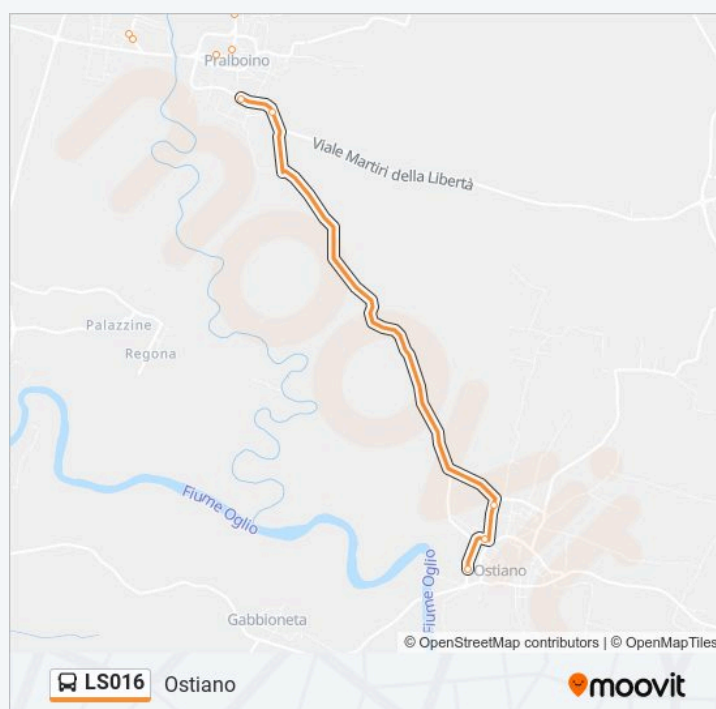 Pralboino
Viale Martiri della Libertà
Palazzine
Regona
Fiume Oglio
Fiume Oglio
Ostiano
Gabbioneta
© OpenStreetMap contributors | © OpenMapTiles
LS016 Ostiano
moovit
moovit